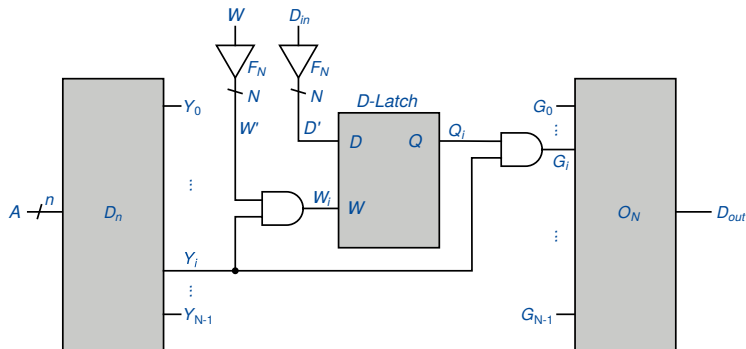 W
D_in
F_N
F_N
N
N
D-Latch
Y_0
G_0
W'
D'
D
Q
Q_i
G_i
A
n
D_n
W_i
W
O_N
D_out
Y_i
Y_N-1
G_N-1